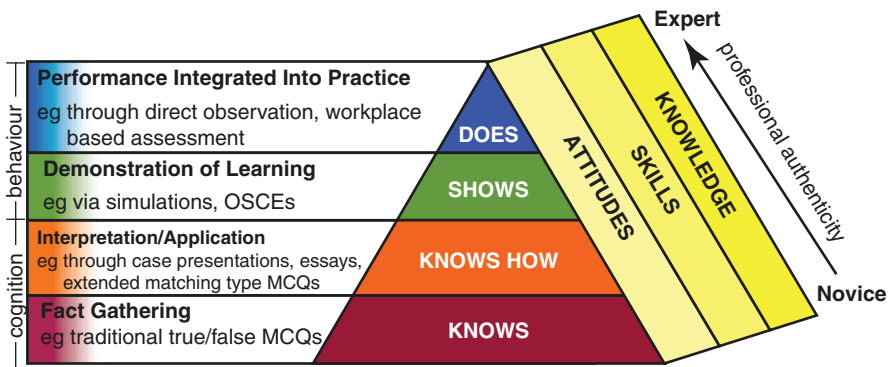 Expert
professional authenticity
Novice
behaviour
cognition
Performance Integrated Into Practice
eg through direct observation, workplace
based assessment
DOES
Demonstration of Learning
eg via simulations, OSCEs
SHOWS
Interpretation/Application
eg through case presentations, essays,
extended matching type MCQs
KNOWS HOW
Fact Gathering
eg traditional true/false MCQs
KNOWS
ATTITUDES
SKILLS
KNOWLEDGE